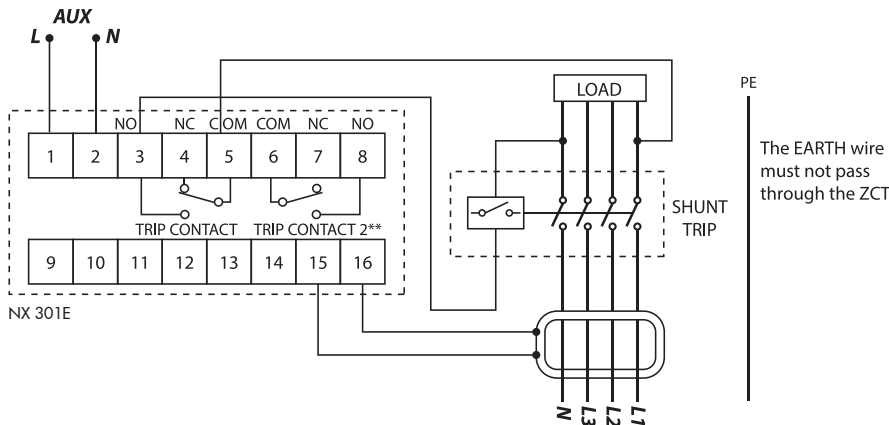 AUX
L N
NO NC COM COM NC NO
1 2 3 4 5 6 7 8
TRIP CONTACT TRIP CONTACT 2**
9 10 11 12 13 14 15 16
NX 301E
LOAD
SHUNT
TRIP
N L3 L2 L1
PE
The EARTH wire
must not pass
through the ZCT